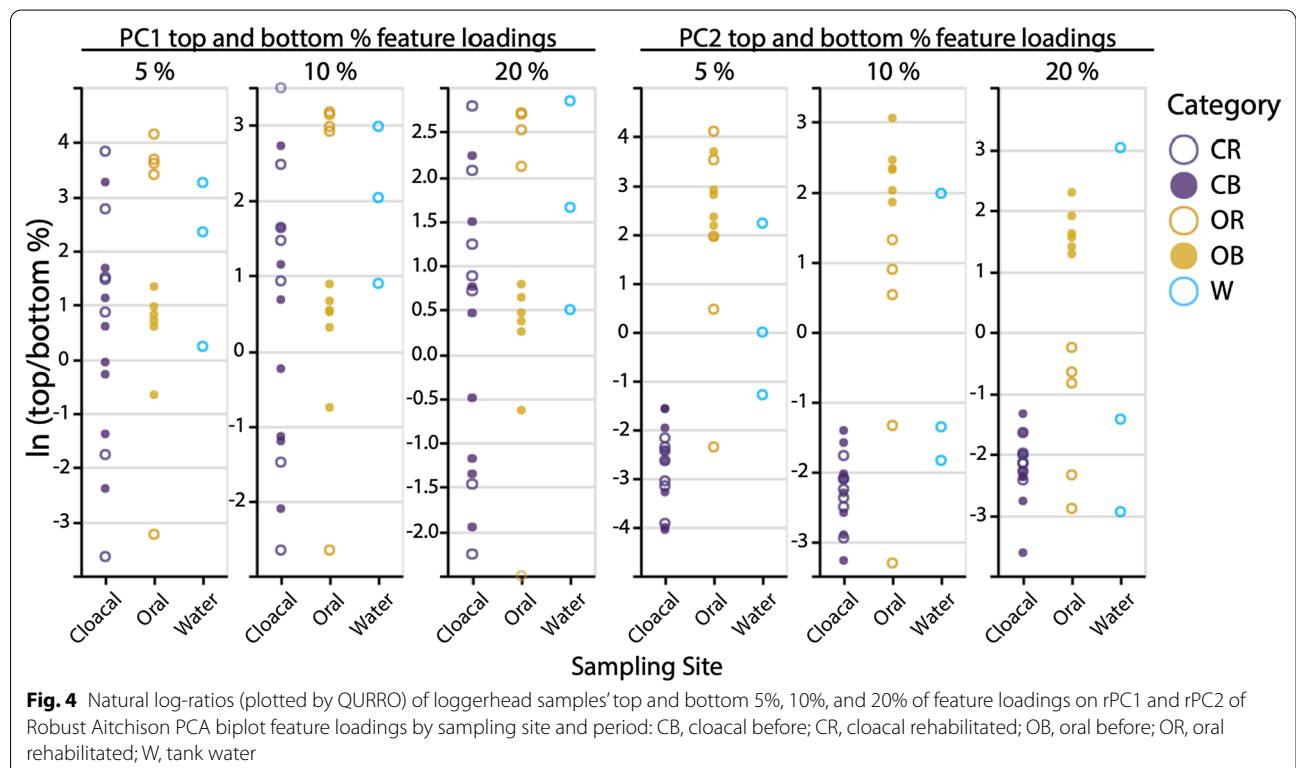 PC1 top and bottom % feature loadings
PC2 top and bottom % feature loadings
5 %
10 %
20 %
5 %
10 %
20 %
ln (top/bottom %)
4
3
2
1
0
-1
-2
-3
3
2
1
0
-1
-2
2.5
2.0
1.5
1.0
0.5
0.0
-0.5
-1.0
-1.5
-2.0
4
3
2
1
0
-1
-2
-3
-4
3
2
1
0
-1
-2
-3
3
2
1
0
-1
-2
-3
Category
CR
CB
OR
OB
W
Cloacal
Oral
Water
Cloacal
Oral
Water
Cloacal
Oral
Water
Cloacal
Oral
Water
Cloacal
Oral
Water
Cloacal
Oral
Water
Sampling Site
Fig. 4 Natural log-ratios (plotted by QURRO) of loggerhead samples' top and bottom 5%, 10%, and 20% of feature loadings on rPC1 and rPC2 of
Robust Aitchison PCA biplot feature loadings by sampling site and period: CB, cloacal before; CR, cloacal rehabilitated; OB, oral before; OR, oral
rehabilitated; W, tank water